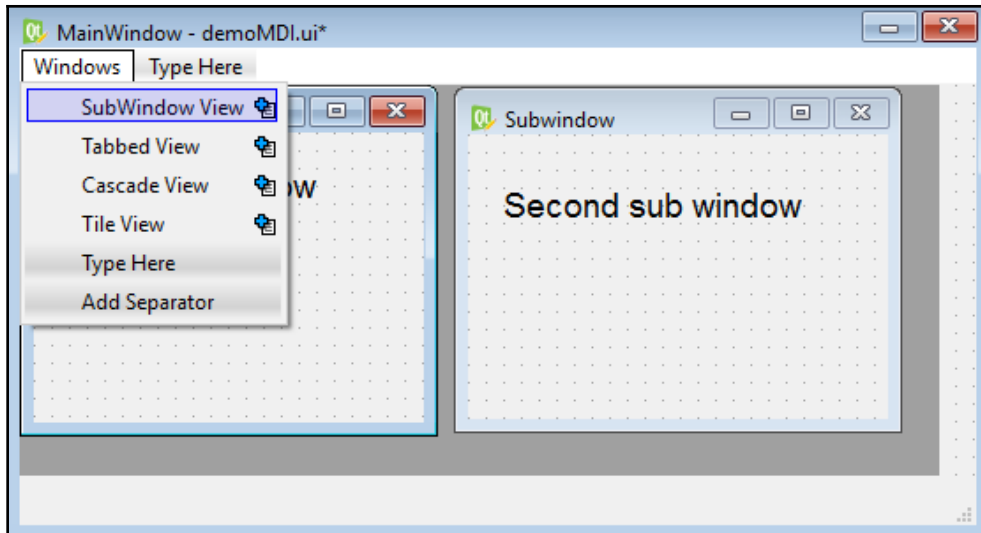 MainWindow - demoMDI.ui*
Windows Type Here
SubWindow View
Tabbed View
Cascade View
Tile View
Type Here
Add Separator
Subwindow
Second sub window